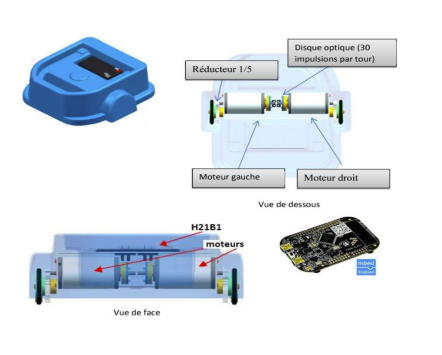 Disque optique (30
impulsions par tour)
Réducteur 1/5
Moteur gauche
Moteur droit
Vue de dessous
H21B1
moteurs
mbed
Vue de face